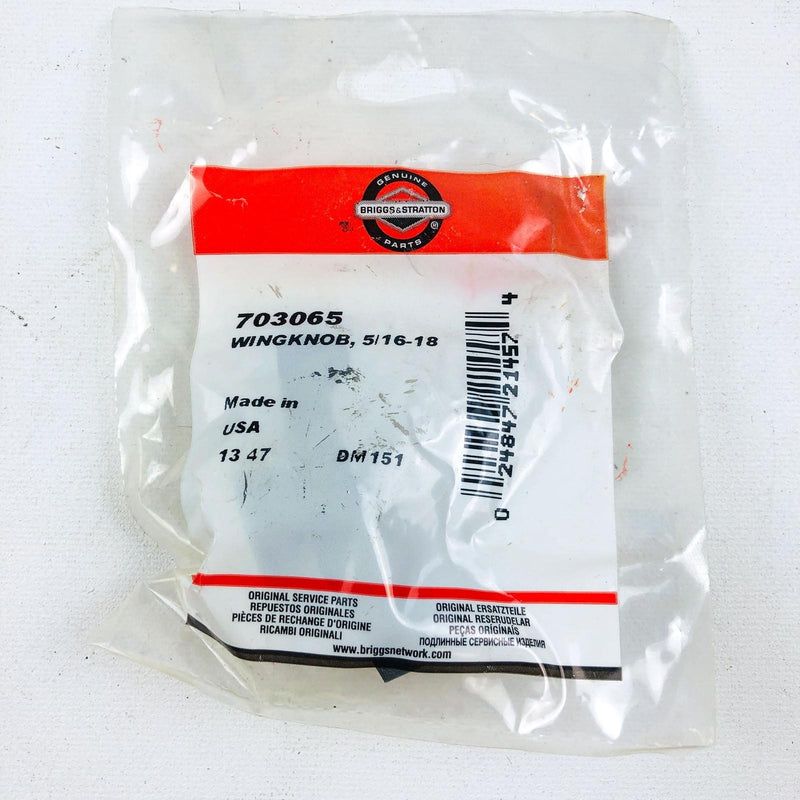 GENUINE
BRIGGS&STRATTON
®
PARTS
703065
WINGKNOB, 5/16-18
Made in
USA
13 47 DM151
0 24847 21457 4
ORIGINAL SERVICE PARTS
REPUESTOS ORIGINALES
PIÈCES DE RECHANGE D'ORIGINE
RICAMBI ORIGINALI
ORIGINAL ERSATZTEILE
ORIGINAL RESERUDELAR
PEÇAS ORIGINAIS
ПОДЛИННЫЕ СЕРВИСНЫЕ ИЗДЕЛИЯ
www.briggsnetwork.com